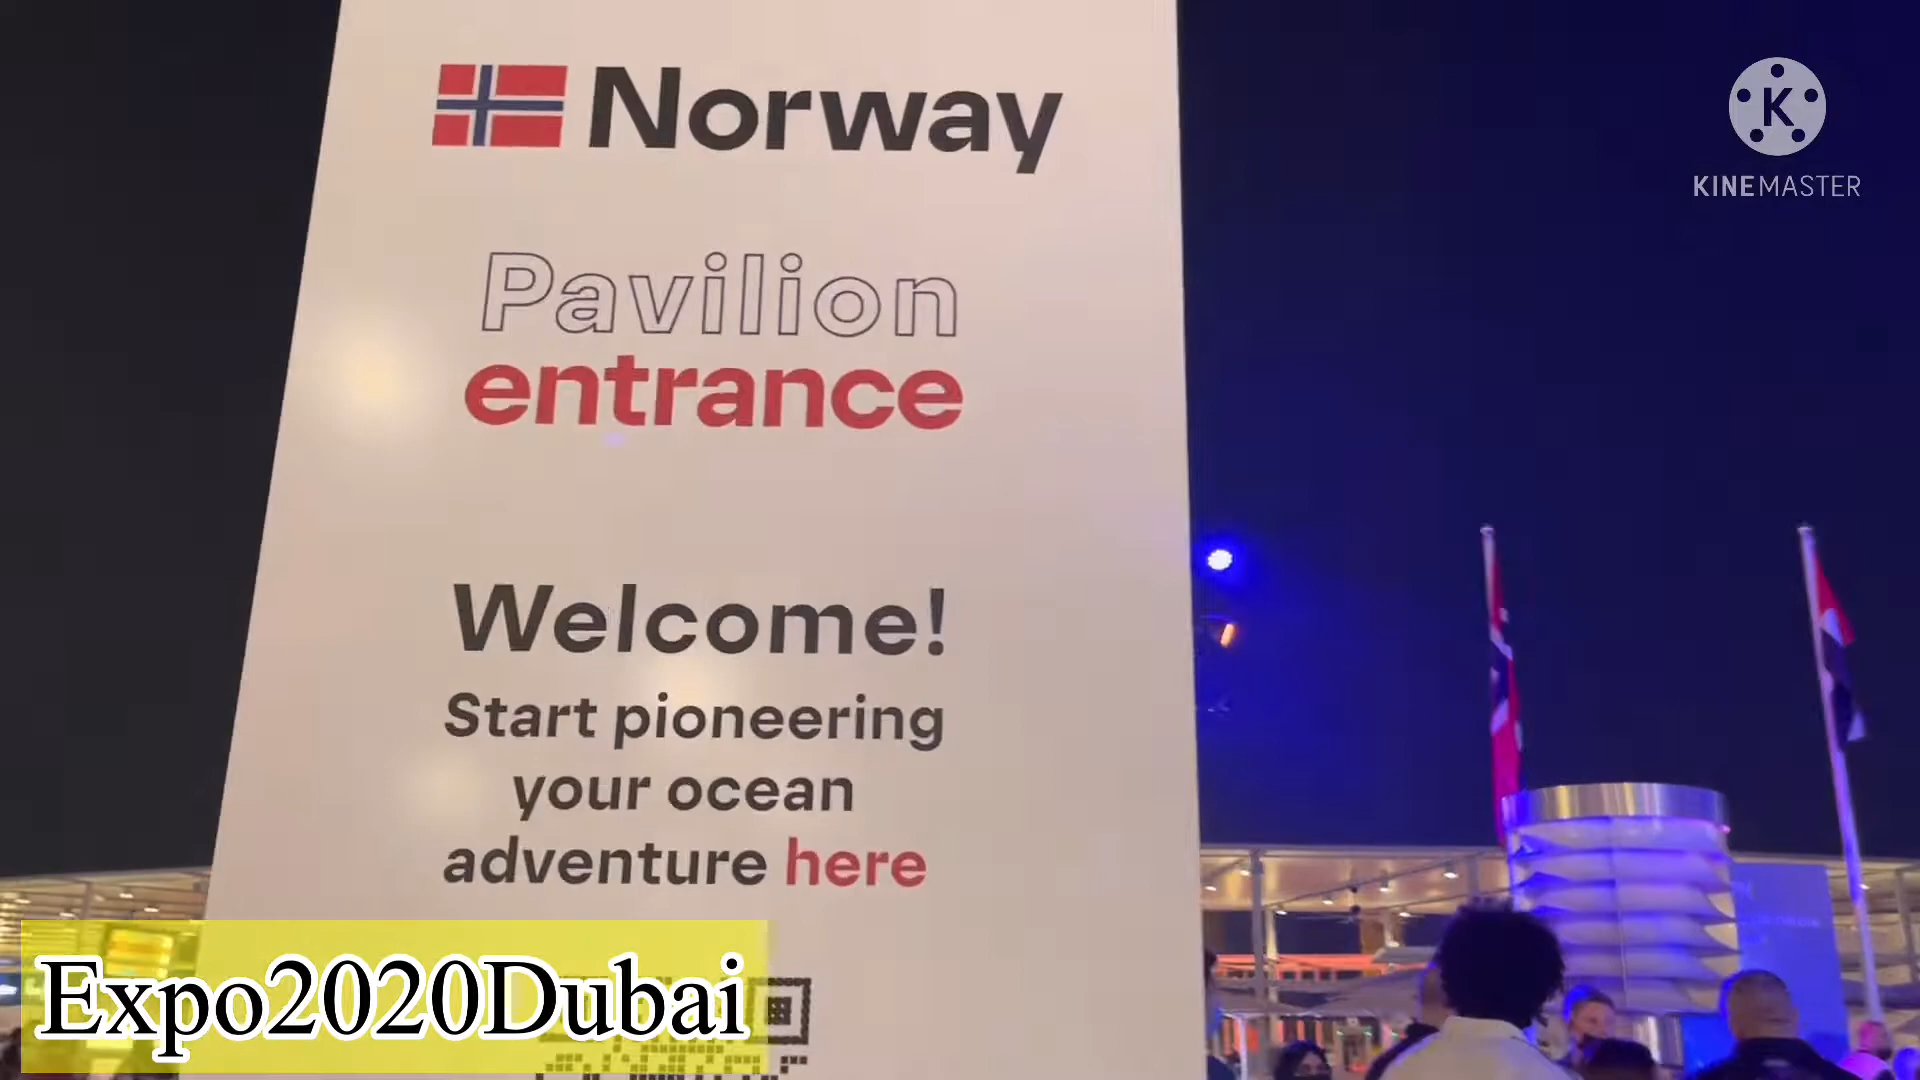 Norway
Pavilion
entrance
Welcome!
Start pioneering
your ocean
adventure here
KINEMASTER
Expo2020Dubai